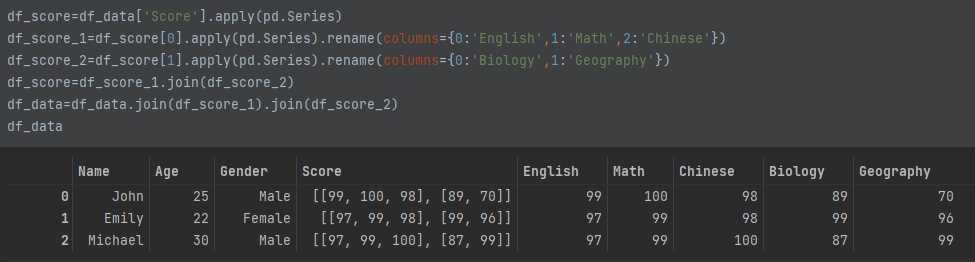 df_score=df_data['Score'].apply(pd.Series)
df_score_1=df_score[0].apply(pd.Series).rename(columns={0:'English',1:'Math',2:'Chinese'})
df_score_2=df_score[1].apply(pd.Series).rename(columns={0:'Biology',1:'Geography'})
df_score=df_score_1.join(df_score_2)
df_data=df_data.join(df_score_1).join(df_score_2)
df_data
Name Age Gender Score English Math Chinese Biology Geography
0 John 25 Male [[99, 100, 98], [89, 70]] 99 100 98 89 70
1 Emily 22 Female [[97, 99, 98], [99, 96]] 97 99 98 99 96
2 Michael 30 Male [[97, 99, 100], [87, 99]] 97 99 100 87 99